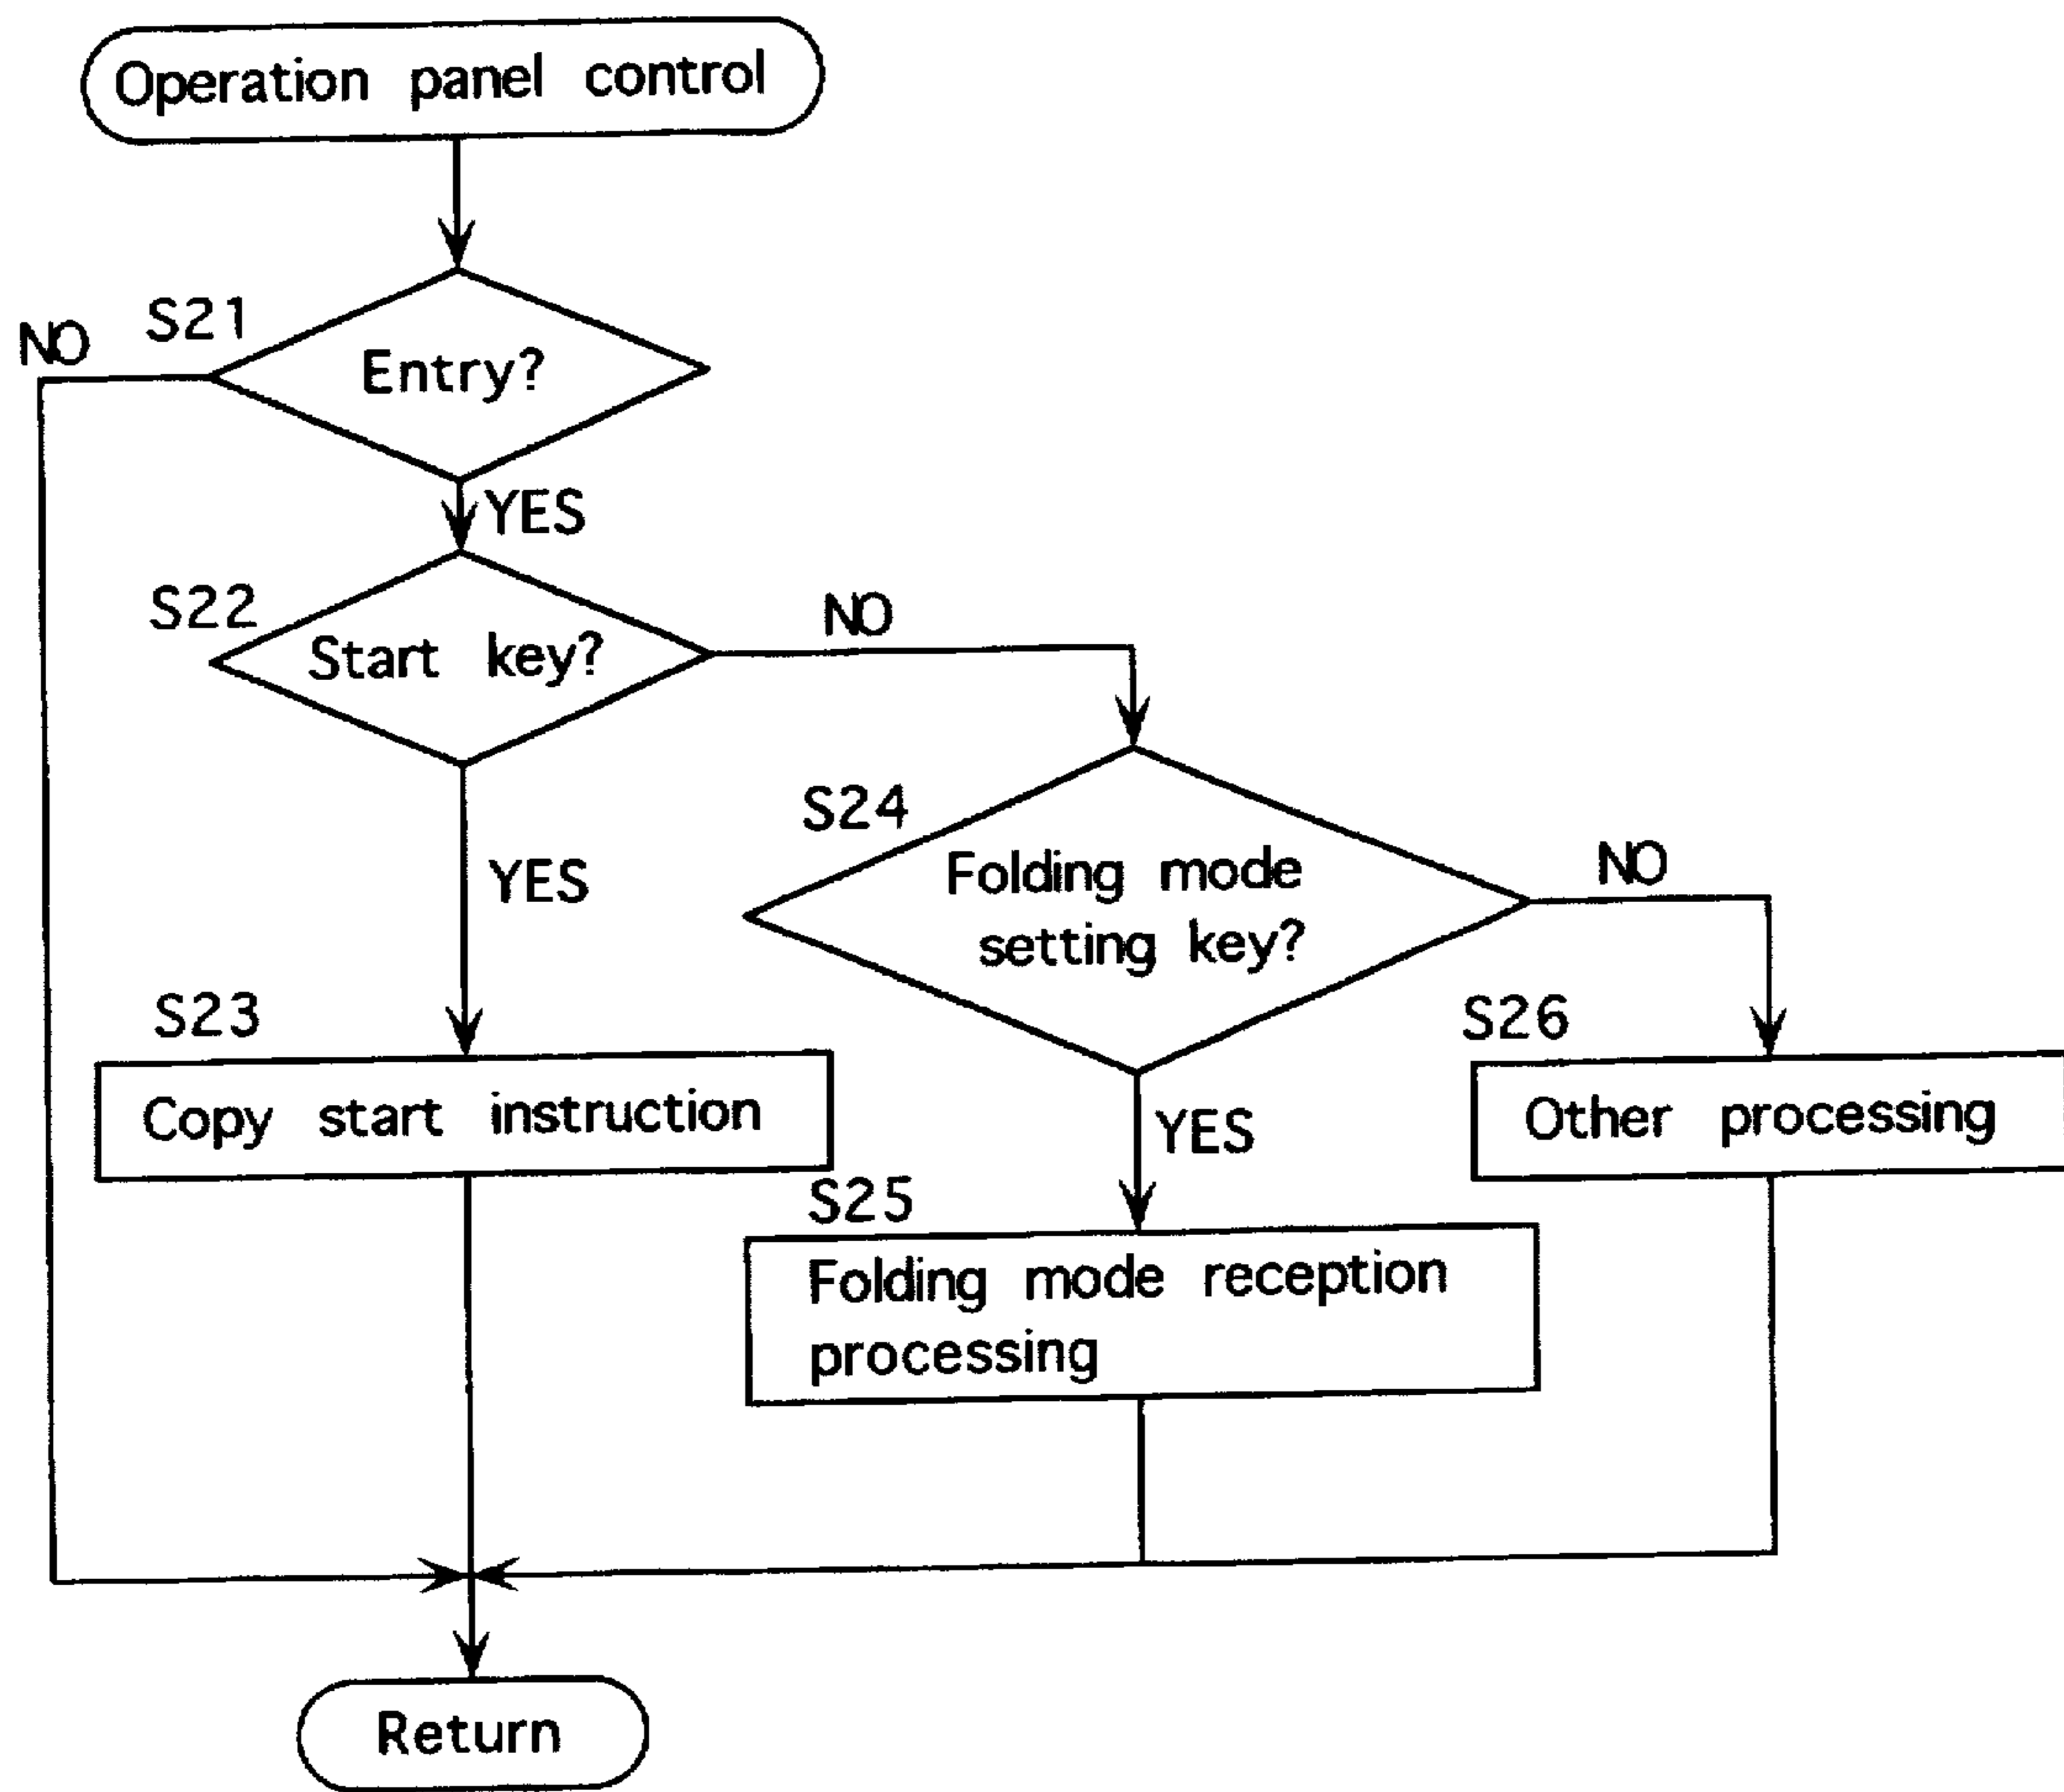 Operation panel control
S21
NO
Entry?
YES
S22
Start key?
NO
S24
Folding mode
setting key?
NO
YES
S23
Copy start instruction
S26
Other processing
YES
S25
Folding mode reception
processing
Return